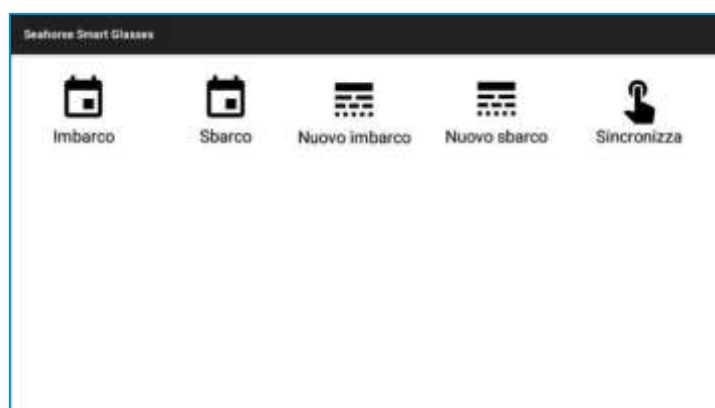 Seahorse Smart Glasses
Imbarco
Sbarco
Nuovo imbarco
Nuovo sbarco
Sincronizza